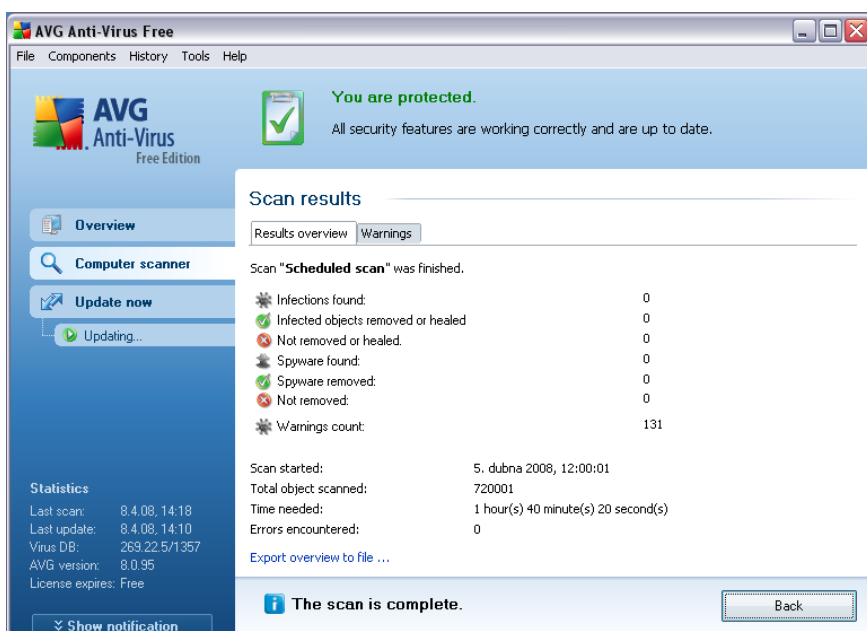 AVG Anti-Virus Free
File Components History Tools Help
AVG
Anti-Virus
Free Edition
You are protected.
All security features are working correctly and are up to date.
Overview
Computer scanner
Update now
Updating...
Scan results
Results overview Warnings
Scan "Scheduled scan" was finished.
Infections found: 0
Infected objects removed or healed 0
Not removed or healed. 0
Spyware found: 0
Spyware removed: 0
Not removed: 0
Warnings count: 131
Scan started: 5. dubna 2008, 12:00:01
Total object scanned: 720001
Time needed: 1 hour(s) 40 minute(s) 20 second(s)
Errors encountered: 0
Export overview to file ...
Statistics
Last scan: 8.4.08, 14:18
Last update: 8.4.08, 14:10
Virus DB: 269.22.5/1357
AVG version: 8.0.95
License expires: Free
Show notification
The scan is complete.
Back